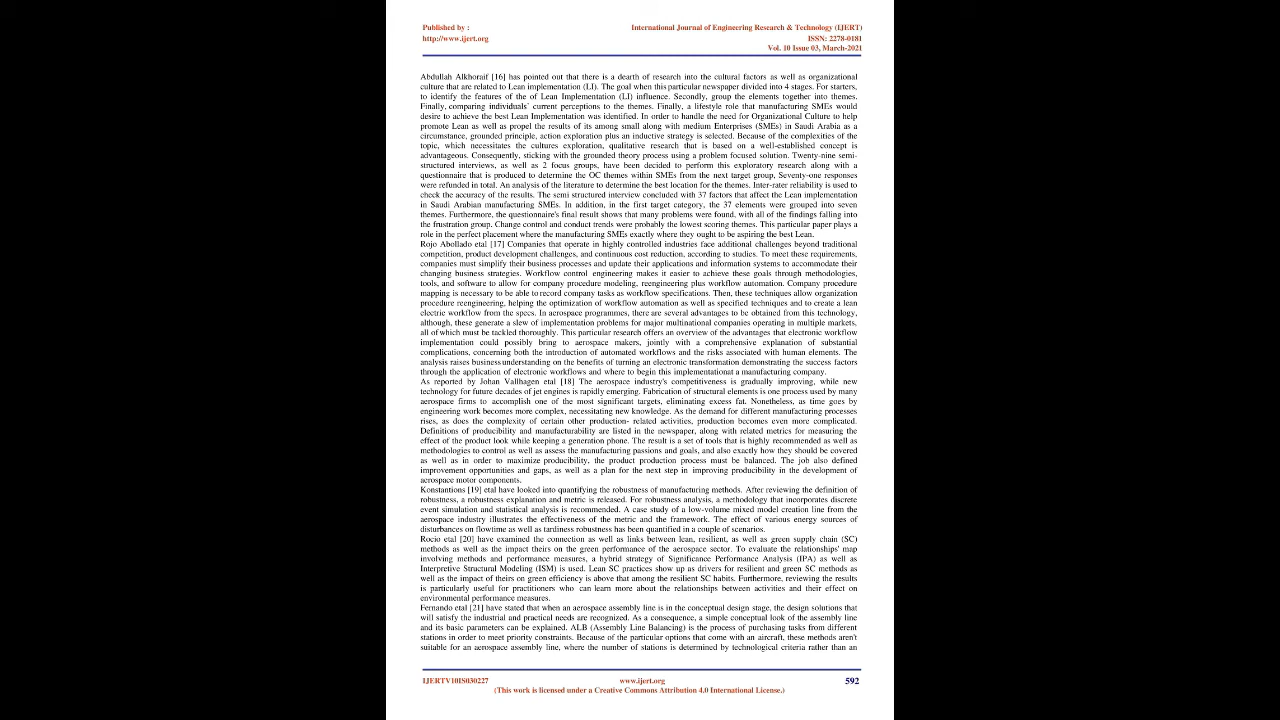 Published by :
International Journal of Engineering Research & Technology (IJERT)
http://www.ijert.org
ISSN: 2278-0181
Vol. 10 Issue 03, March-2021
Abdullah Alkhoraif [16] has pointed out that there is a dearth of research into the cultural factors as well as organizational
culture that are related to Lean implementation (LI). The goal when this particular newspaper divided into 4 stages. For starters,
to identify the features of the of Lean Implementation (LI) influence. Secondly, group the elements together into themes.
Finally, comparing individuals` current perceptions to the themes. Finally, a lifestyle role that manufacturing SMEs would
desire to achieve the best Lean Implementation was identified. In order to handle the need for Organizational Culture to help
promote Lean as well as propel the results of its among small along with medium Enterprises (SMEs) in Saudi Arabia as a
circumstance, grounded principle, action exploration plus an inductive strategy is selected. Because of the complexities of the
topic, which necessitates the cultures exploration, qualitative research that is based on a well-established concept is
advantageous. Consequently, sticking with the grounded theory process using a problem focused solution. Twenty-nine semi-
structured interviews, as well as 2 focus groups, have been decided to perform this exploratory research along with a
questionnaire that is produced to determine the OC themes within SMEs from the next target group, Seventy-one responses
were refunded in total. An analysis of the literature to determine the best location for the themes. Inter-rater reliability is used to
check the accuracy of the results. The semi structured interview concluded with 37 factors that affect the Lean implementation
in Saudi Arabian manufacturing SMEs. In addition, in the first target category, the 37 elements were grouped into seven
themes. Furthermore, the questionnaire's final result shows that many problems were found, with all of the findings falling into
the frustration group. Change control and conduct trends were probably the lowest scoring themes. This particular paper plays a
role in the perfect placement where the manufacturing SMEs exactly where they ought to be aspiring the best Lean.
Rojo Abollado etal [17] Companies that operate in highly controlled industries face additional challenges beyond traditional
competition, product development challenges, and continuous cost reduction, according to studies. To meet these requirements,
companies must simplify their business processes and update their applications and information systems to accommodate their
changing business strategies. Workflow control engineering makes it easier to achieve these goals through methodologies,
tools, and software to allow for company procedure modeling, reengineering plus workflow automation. Company procedure
mapping is necessary to be able to record company tasks as workflow specifications. Then, these techniques allow organization
procedure reengineering, helping the optimization of workflow automation as well as specified techniques and to create a lean
electric workflow from the specs. In aerospace programmes, there are several advantages to be obtained from this technology,
although, these generate a slew of implementation problems for major multinational companies operating in multiple markets,
all of which must be tackled thoroughly. This particular research offers an overview of the advantages that electronic workflow
implementation could possibly bring to aerospace makers, jointly with a comprehensive explanation of substantial
complications, concerning both the introduction of automated workflows and the risks associated with human elements. The
analysis raises business understanding on the benefits of turning an electronic transformation demonstrating the success factors
through the application of electronic workflows and where to begin this implementationat a manufacturing company.
As reported by Johan Vallhagen etal [18] The aerospace industry's competitiveness is gradually improving, while new
technology for future decades of jet engines is rapidly emerging. Fabrication of structural elements is one process used by many
aerospace firms to accomplish one of the most significant targets, eliminating excess fat. Nonetheless, as time goes by
engineering work becomes more complex, necessitating new knowledge. As the demand for different manufacturing processes
rises, as does the complexity of certain other production- related activities, production becomes even more complicated.
Definitions of producibility and manufacturability are listed in the newspaper, along with related metrics for measuring the
effect of the product look while keeping a generation phone. The result is a set of tools that is highly recommended as well as
methodologies to control as well as assess the manufacturing passions and goals, and also exactly how they should be covered
as well as in order to maximize producibility, the product production process must be balanced. The job also defined
improvement opportunities and gaps, as well as a plan for the next step in improving producibility in the development of
aerospace motor components.
Konstantions [19] etal have looked into quantifying the robustness of manufacturing methods. After reviewing the definition of
robustness, a robustness explanation and metric is released. For robustness analysis, a methodology that incorporates discrete
event simulation and statistical analysis is recommended. A case study of a low-volume mixed model creation line from the
aerospace industry illustrates the effectiveness of the metric and the framework. The effect of various energy sources of
disturbances on flowtime as well as tardiness robustness has been quantified in a couple of scenarios.
Rocio etal [20] have examined the connection as well as links between lean, resilient, as well as green supply chain (SC)
methods as well as the impact theirs on the green performance of the aerospace sector. To evaluate the relationships' map
involving methods and performance measures, a hybrid strategy of Significance Performance Analysis (IPA) as well as
Interpretive Structural Modeling (ISM) is used. Lean SC practices show up as drivers for resilient and green SC methods as
well as the impact of theirs on green efficiency is above that among the resilient SC habits. Furthermore, reviewing the results
is particularly useful for practitioners who can learn more about the relationships between activities and their effect on
environmental performance measures.
Fernando etal [21] have stated that when an aerospace assembly line is in the conceptual design stage, the design solutions that
will satisfy the industrial and practical needs are recognized. As a consequence, a simple conceptual look of the assembly line
and its basic parameters can be explained. ALB (Assembly Line Balancing) is the process of purchasing tasks from different
stations in order to meet priority constraints. Because of the particular options that come with an aircraft, these methods aren't
suitable for an aerospace assembly line, where the number of stations is determined by technological criteria rather than an
IJERTV10IS030227
www.ijert.org
592
(This work is licensed under a Creative Commons Attribution 4.0 International License.)